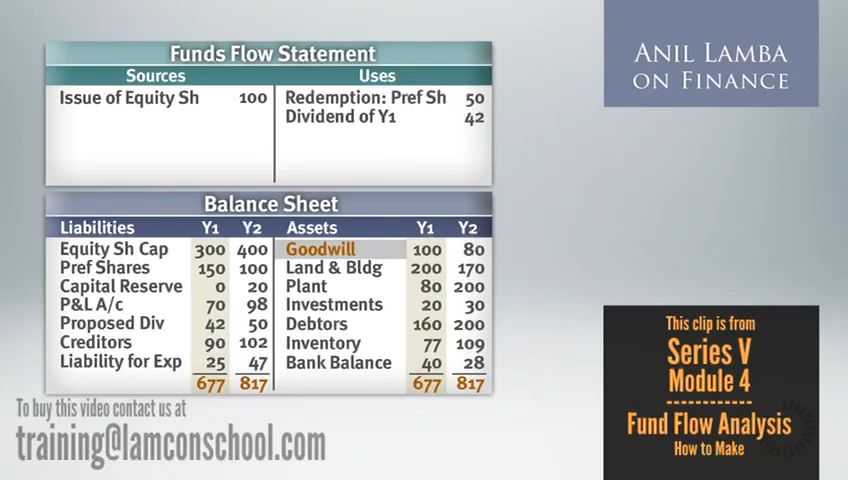 Funds Flow Statement
Sources Uses
Issue of Equity Sh 100 Redemption: Pref Sh 50
Dividend of Y1 42
Balance Sheet
Liabilities Y1 Y2 Assets Y1 Y2
Equity Sh Cap 300 400 Goodwill 100 80
Pref Shares 150 100 Land & Bldg 200 170
Capital Reserve 0 20 Plant 80 200
P&L A/c 70 98 Investments 20 30
Proposed Div 42 50 Debtors 160 200
Creditors 90 102 Inventory 77 109
Liability for Exp 25 47 Bank Balance 40 28
677 817 677 817
To buy this video contact us at
training@lamconschool.com
ANIL LAMBA
ON FINANCE
This clip is from
Series V
Module 4
------------
Fund Flow Analysis
How to Make